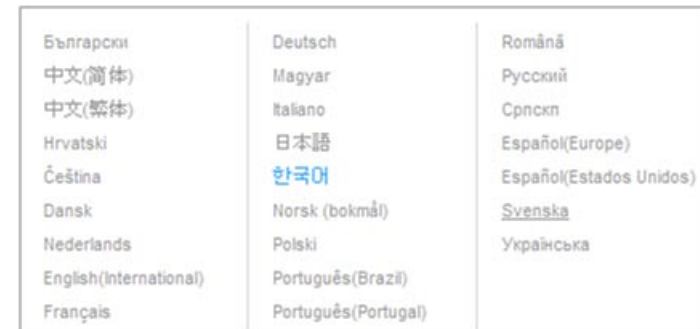 Български
中文(简体)
中文(繁体)
Hrvatski
Čeština
Dansk
Nederlands
English(International)
Français
Deutsch
Magyar
Italiano
日本語
한국어
Norsk (bokmål)
Polski
Português(Brazil)
Português(Portugal)
Română
Русский
Српскп
Español(Europe)
Español(Estados Unidos)
Svenska
Українська